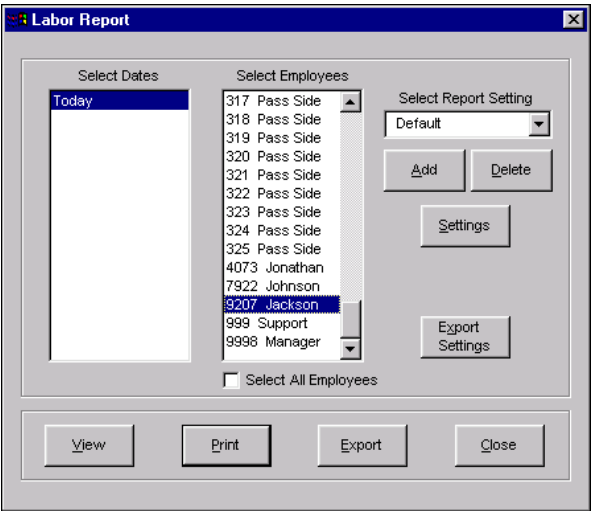 Labor Report
Select Dates
Today
Select Employees
317 Pass Side
318 Pass Side
319 Pass Side
320 Pass Side
321 Pass Side
322 Pass Side
323 Pass Side
324 Pass Side
325 Pass Side
4073 Jonathan
7922 Johnson
9207 Jackson
999 Support
9998 Manager
Select All Employees
Select Report Setting
Default
Add
Delete
Settings
Export
Settings
View
Print
Export
Close